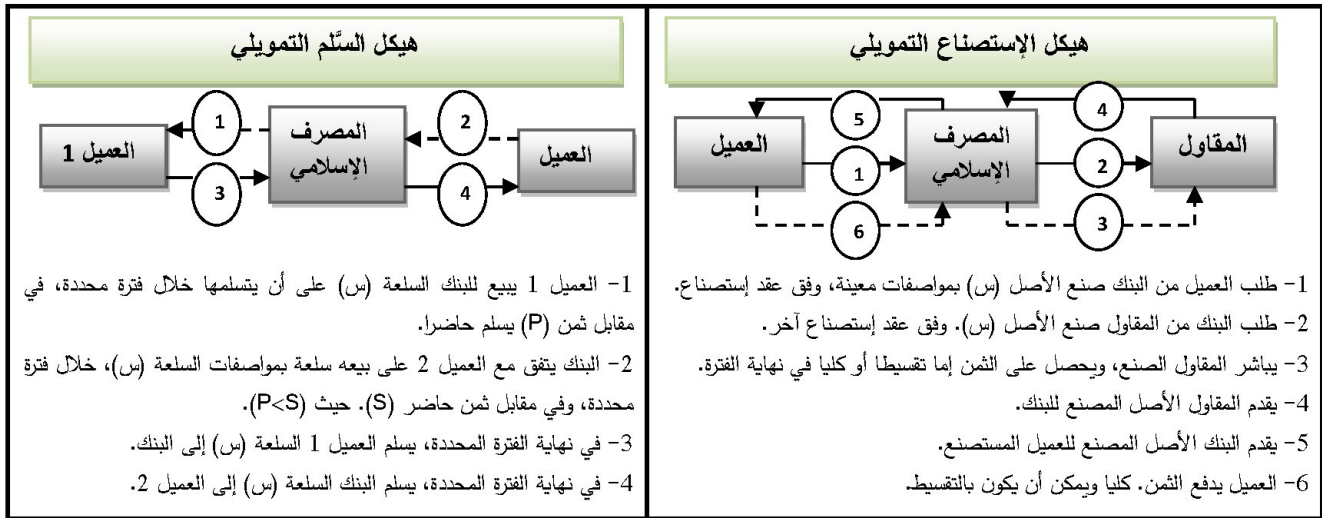 هيكل الإستصناع التمويلي
5
4
العميل
المصرف
الإسلامي
المقاول
1
2
6
3
1- طلب العميل من البنك صنع الأصل (س) بمواصفات معينة، وفق عقد إستصناع.
2- طلب البنك من المقاول صنع الأصل (س). وفق عقد إستصناع آخر.
3- يباشر المقاول الصنع، ويحصل على الثمن إما تقسيطا أو كليا في نهاية الفترة.
4- يقدم المقاول الأصل المصنع للبنك.
5- يقدم البنك الأصل المصنع للعميل المستصنع.
6- العميل يدفع الثمن. كليا ويمكن أن يكون بالتقسيط.
هيكل السَّلم التمويلي
1
2
العميل 1
المصرف
الإسلامي
العميل
3
4
1- العميل 1 يبيع للبنك السلعة (س) على أن يتسلمها خلال فترة محددة، في
مقابل ثمن (P) يسلم حاضرا.
2- البنك يتفق مع العميل 2 على بيعه سلعة بمواصفات السلعة (س)، خلال فترة
محددة، وفي مقابل ثمن حاضر (S). حيث (P<S).
3- في نهاية الفترة المحددة، يسلم العميل 1 السلعة (س) إلى البنك.
4- في نهاية الفترة المحددة، يسلم البنك السلعة (س) إلى العميل 2.